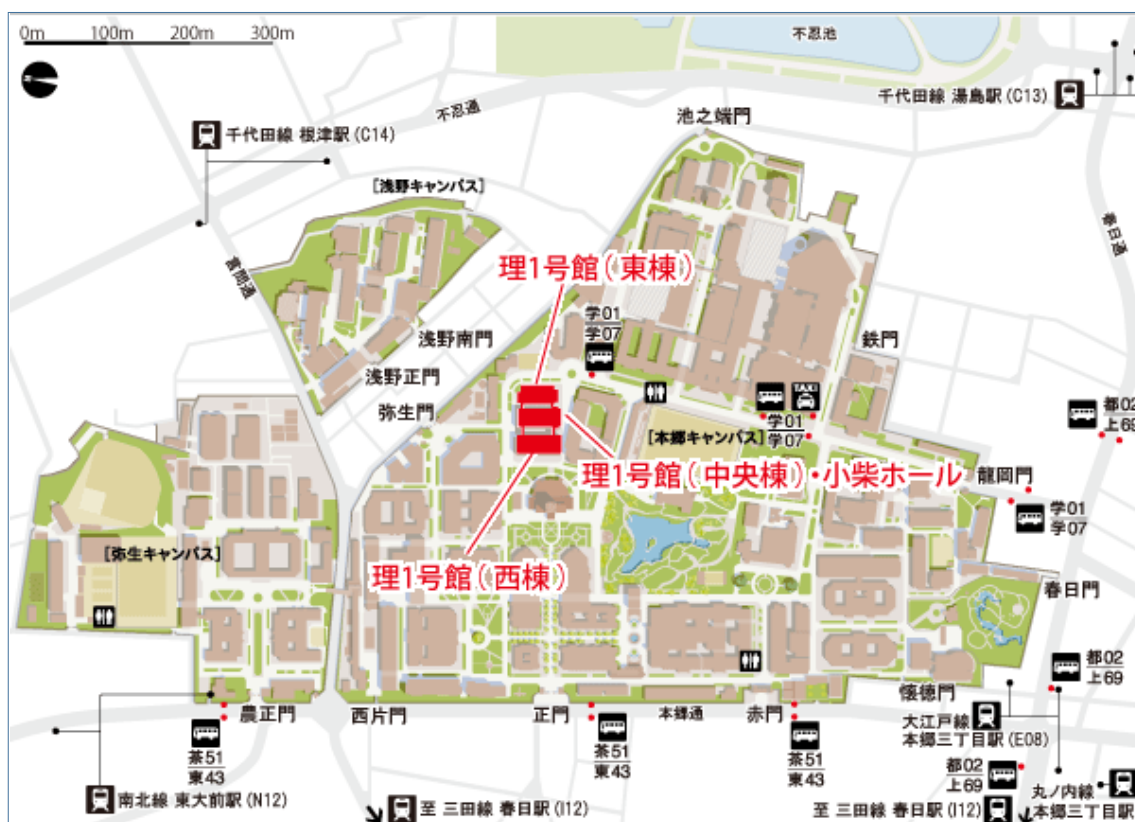 0m 100m 200m 300m
不忍池
千代田線 湯島駅(C13)
不忍通
池之端門
千代田線 根津駅(C14)
[浅野キャンパス]
春日通
言問通
理1号館(東棟)
学01
学07
浅野南門
鉄門
浅野正門
弥生門
TAXI
学01
学07
[本郷キャンパス]
都02
上69
理1号館(中央棟)・小柴ホール
龍岡門
学01
学07
[弥生キャンパス]
理1号館(西棟)
春日門
都02
上69
懐徳門
農正門
西片門
正門
本郷通
赤門
大江戸線
本郷三丁目駅(E08)
茶51
東43
茶51
東43
茶51
東43
都02
上69
丸ノ内線
本郷三丁目駅
南北線 東大前駅(N12)
至 三田線 春日駅(I12)
至 三田線 春日駅(I12)